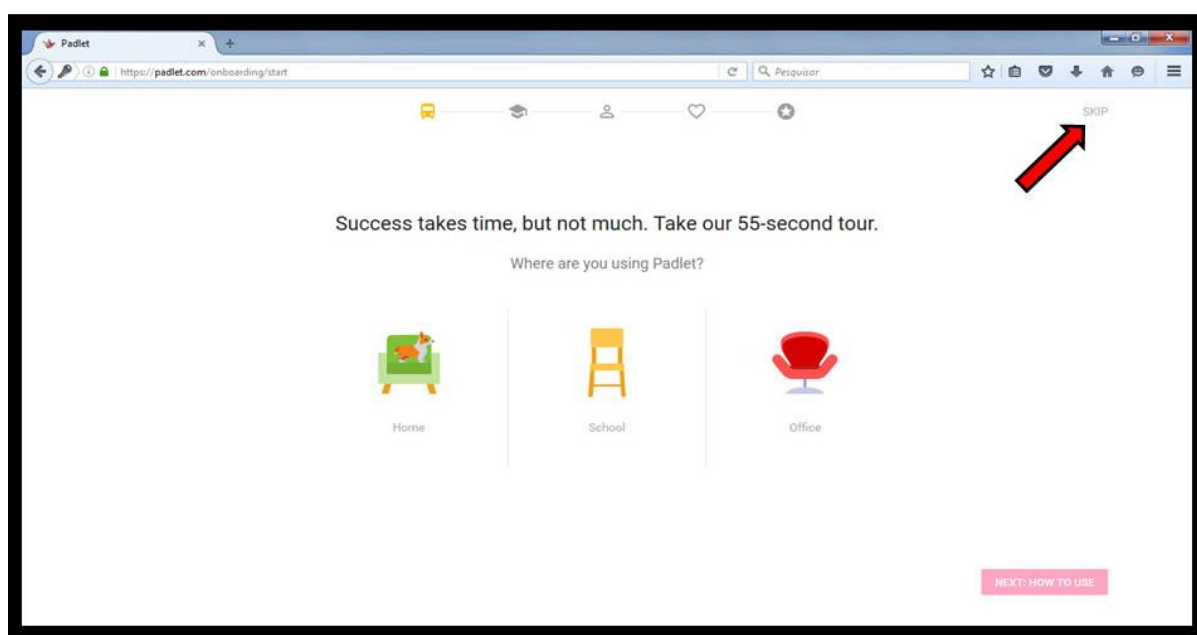 Padlet
https://padlet.com/onboarding/start
Pesquisar
SKIP
Success takes time, but not much. Take our 55-second tour.
Where are you using Padlet?
Home
School
Office
NEXT: HOW TO USE